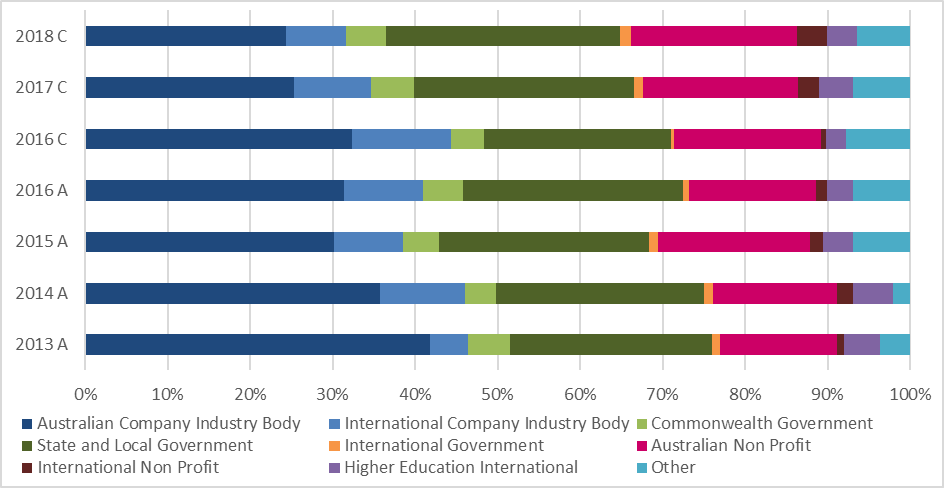 2018 C
2017 C
2016 C
2016 A
2015 A
2014 A
2013 A
0% 10% 20% 30% 40% 50% 60% 70% 80% 90% 100%
Australian Company Industry Body International Company Industry Body Commonwealth Government
State and Local Government International Government Australian Non Profit
International Non Profit Higher Education International Other